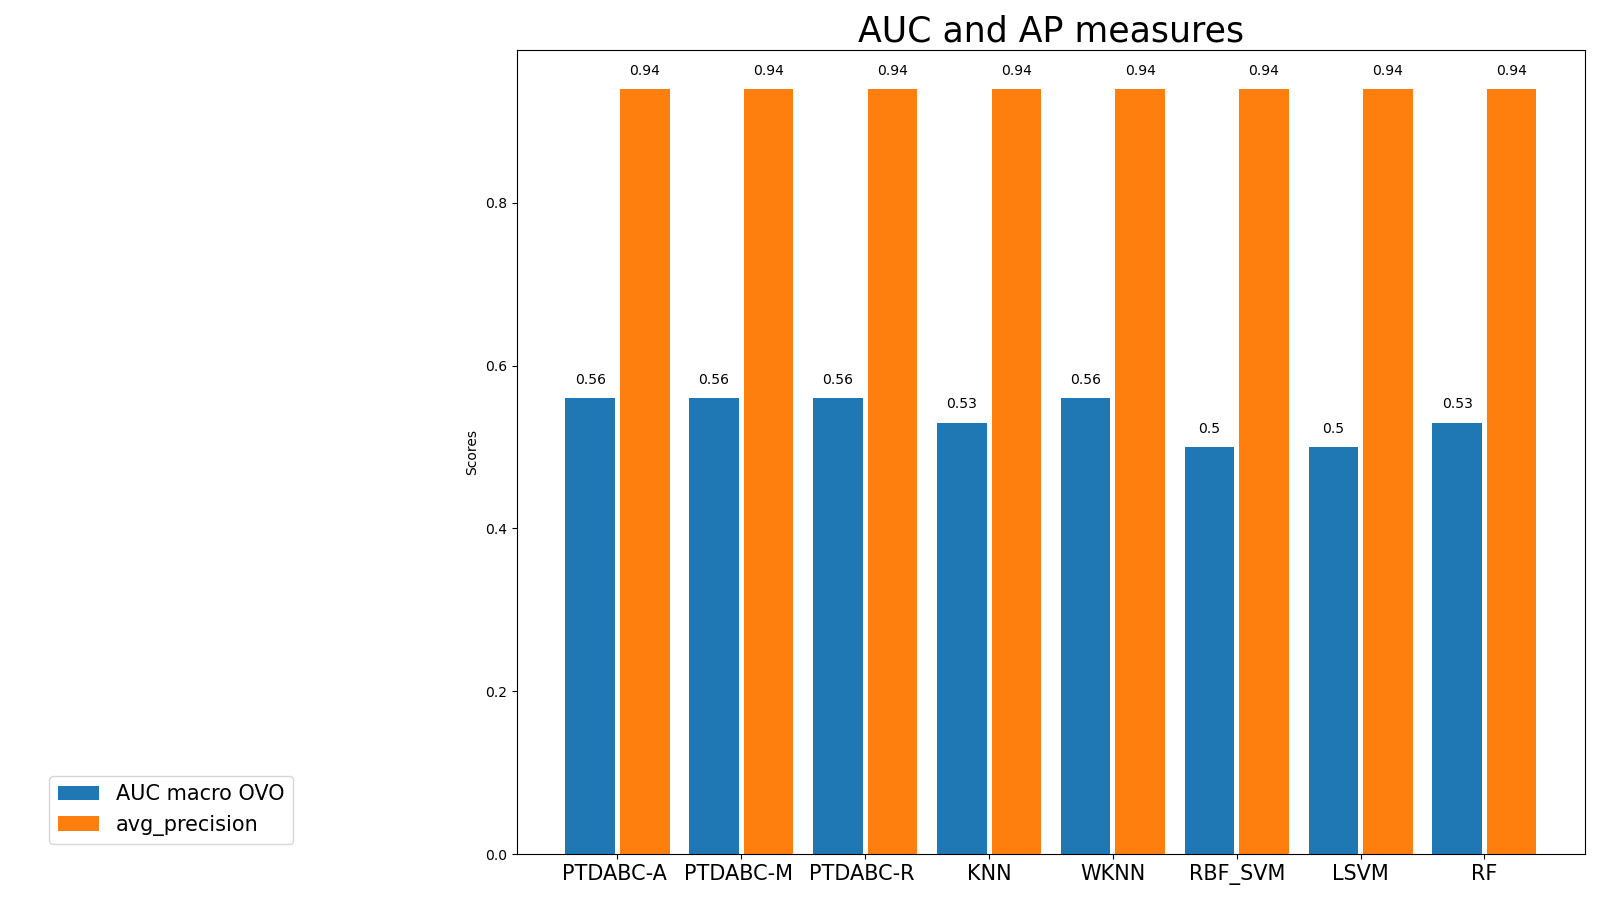 AUC and AP measures
0.94 0.94 0.94 0.94 0.94 0.94 0.94 0.94
0.8
0.6
0.56 0.56 0.56 0.53 0.56 0.5 0.5 0.53
Scores
0.4
0.2
0.0
PTDABC-A PTDABC-M PTDABC-R KNN WKNN RBF_SVM LSVM RF
AUC macro OVO
avg_precision